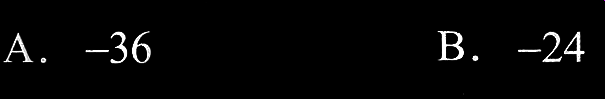 A. –36 B. –24